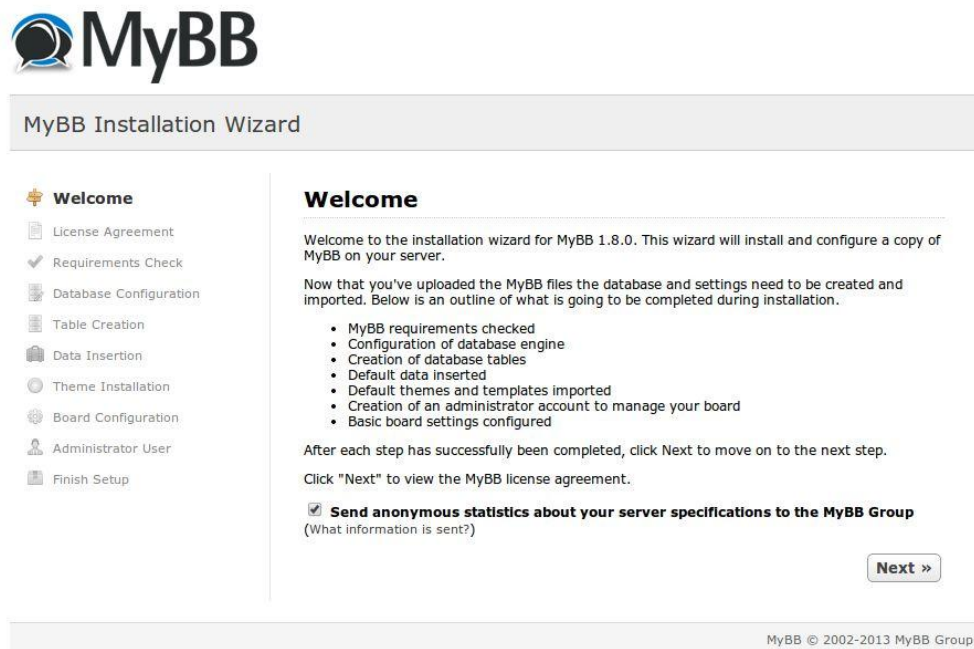 MyBB
MyBB Installation Wizard
Welcome
License Agreement
Requirements Check
Database Configuration
Table Creation
Data Insertion
Theme Installation
Board Configuration
Administrator User
Finish Setup
Welcome
Welcome to the installation wizard for MyBB 1.8.0. This wizard will install and configure a copy of
MyBB on your server.
Now that you've uploaded the MyBB files the database and settings need to be created and
imported. Below is an outline of what is going to be completed during installation.
• MyBB requirements checked
• Configuration of database engine
• Creation of database tables
• Default data inserted
• Default themes and templates imported
• Creation of an administrator account to manage your board
• Basic board settings configured
After each step has successfully been completed, click Next to move on to the next step.
Click "Next" to view the MyBB license agreement.
Send anonymous statistics about your server specifications to the MyBB Group
(What information is sent?)
Next »
MyBB © 2002-2013 MyBB Group